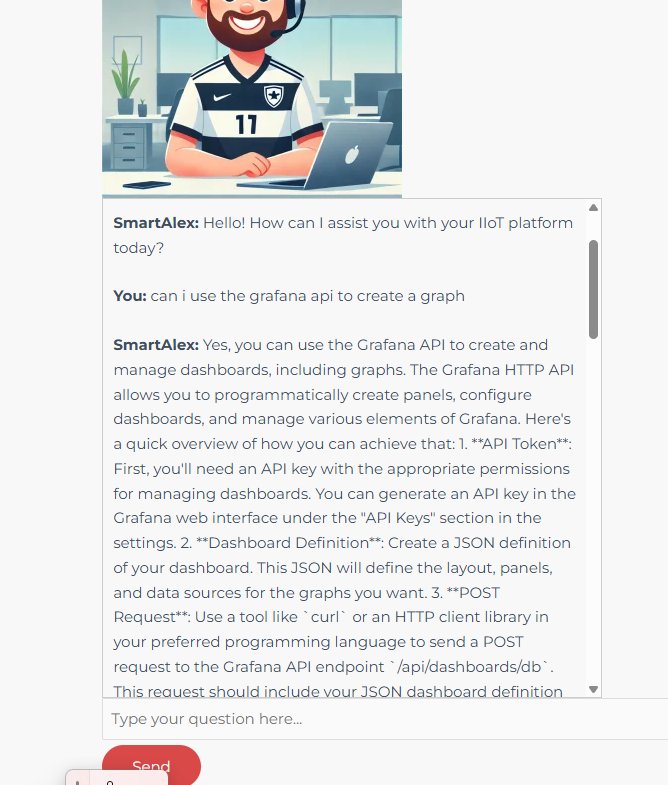 17
SmartAlex: Hello! How can I assist you with your IIoT platform
today?
You: can i use the grafana api to create a graph
SmartAlex: Yes, you can use the Grafana API to create and
manage dashboards, including graphs. The Grafana HTTP API
allows you to programmatically create panels, configure
dashboards, and manage various elements of Grafana. Here's
a quick overview of how you can achieve that: 1. **API Token**:
First, you'll need an API key with the appropriate permissions
for managing dashboards. You can generate an API key in the
Grafana web interface under the "API Keys" section in the
settings. 2. **Dashboard Definition**: Create a JSON definition
of your dashboard. This JSON will define the layout, panels,
and data sources for the graphs you want. 3. **POST
Request**: Use a tool like `curl` or an HTTP client library in
your preferred programming language to send a POST
request to the Grafana API endpoint `/api/dashboards/db`.
This request should include your JSON dashboard definition
Type your question here...
Send